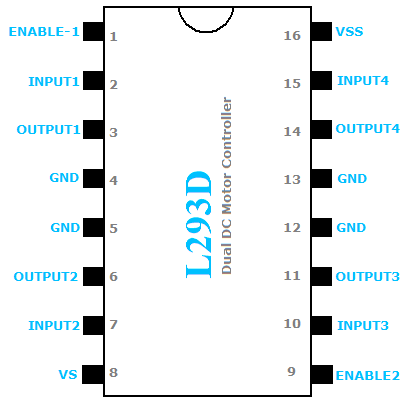 ENABLE-1 1
INPUT1 2
OUTPUT1 3
GND 4
GND 5
OUTPUT2 6
INPUT2 7
VS 8
L293D
Dual DC Motor Controller
16 VSS
15 INPUT4
14 OUTPUT4
13 GND
12 GND
11 OUTPUT3
10 INPUT3
9 ENABLE2